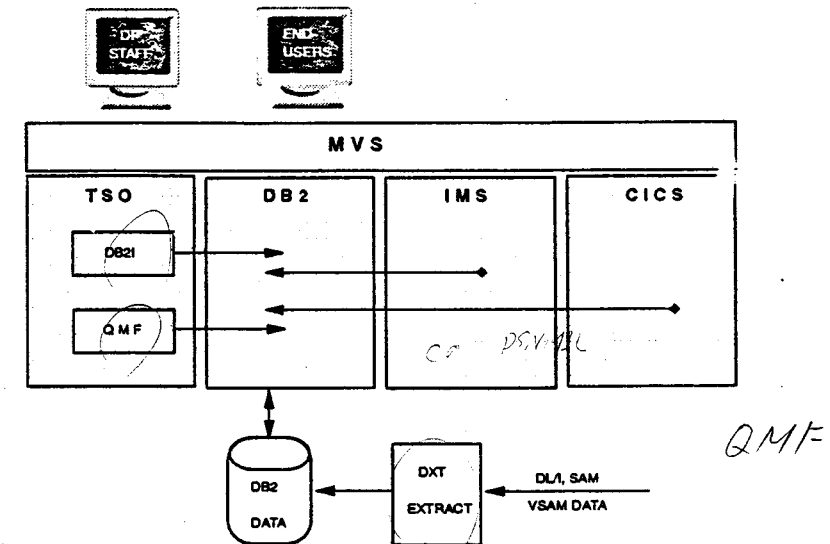 DP
STAFF
END
USERS
MVS
TSO
DB2
IMS
CICS
DB2I
QMF
QMF
DB2
DATA
DXT
EXTRACT
DL/I, SAM
VSAM DATA